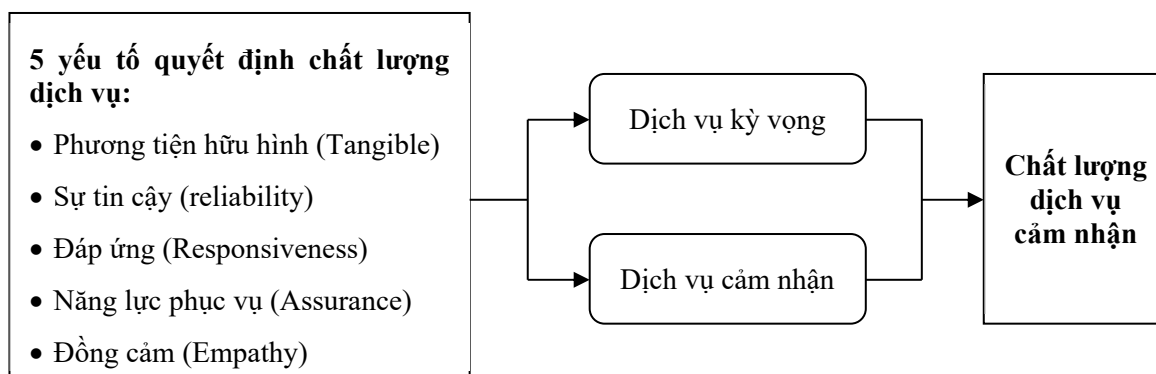 5 yếu tố quyết định chất lượng
dịch vụ:
• Phương tiện hữu hình (Tangible)
• Sự tin cậy (reliability)
• Đáp ứng (Responsiveness)
• Năng lực phục vụ (Assurance)
• Đồng cảm (Empathy)
Dịch vụ kỳ vọng
Dịch vụ cảm nhận
Chất lượng
dịch vụ
cảm nhận